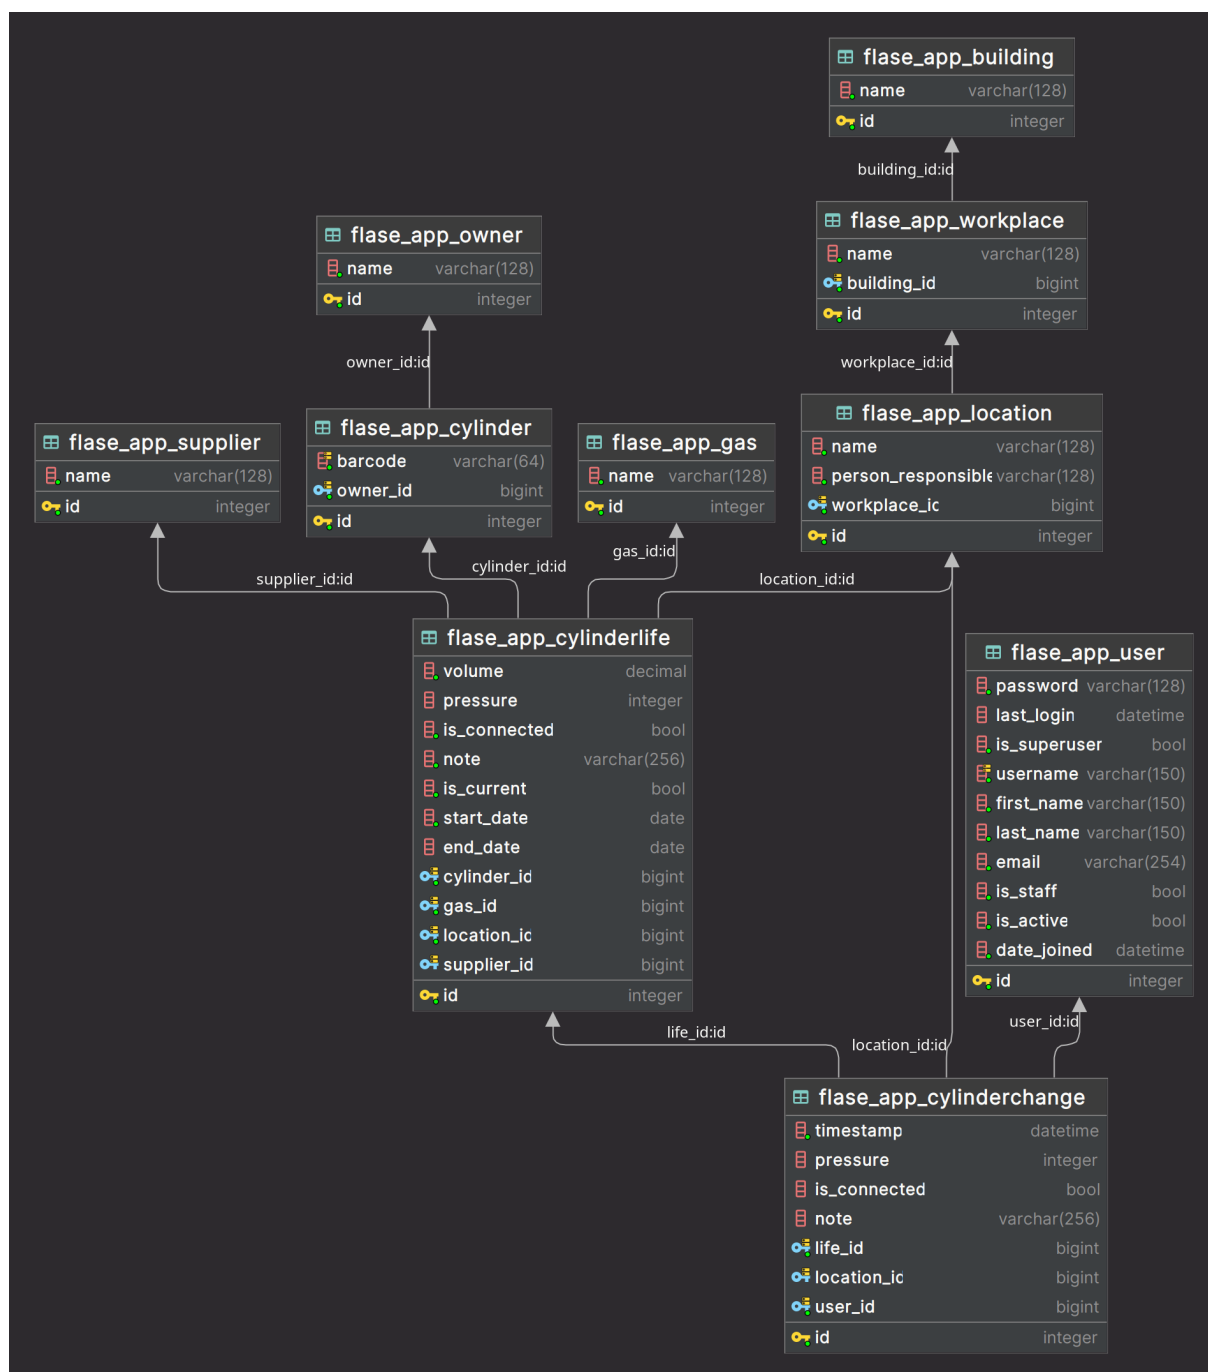 flase_app_building
name varchar(128)
id integer
building_id:id
flase_app_workplace
name varchar(128)
building_id bigint
id integer
workplace_id:id
flase_app_owner
name varchar(128)
id integer
owner_id:id
flase_app_supplier
name varchar(128)
id integer
flase_app_cylinder
barcode varchar(64)
owner_id bigint
id integer
flase_app_gas
name varchar(128)
id integer
flase_app_location
name varchar(128)
person_responsible varchar(128)
workplace_id bigint
id integer
supplier_id:id
cylinder_id:id
gas_id:id
location_id:id
flase_app_cylinderlife
volume decimal
pressure integer
is_connected bool
note varchar(256)
is_current bool
start_date date
end_date date
cylinder_id bigint
gas_id bigint
location_id bigint
supplier_id bigint
id integer
flase_app_user
password varchar(128)
last_login datetime
is_superuser bool
username varchar(150)
first_name varchar(150)
last_name varchar(150)
email varchar(254)
is_staff bool
is_active bool
date_joined datetime
id integer
life_id:id
location_id:id
user_id:id
flase_app_cylinderchange
timestamp datetime
pressure integer
is_connected bool
note varchar(256)
life_id bigint
location_id bigint
user_id bigint
id integer